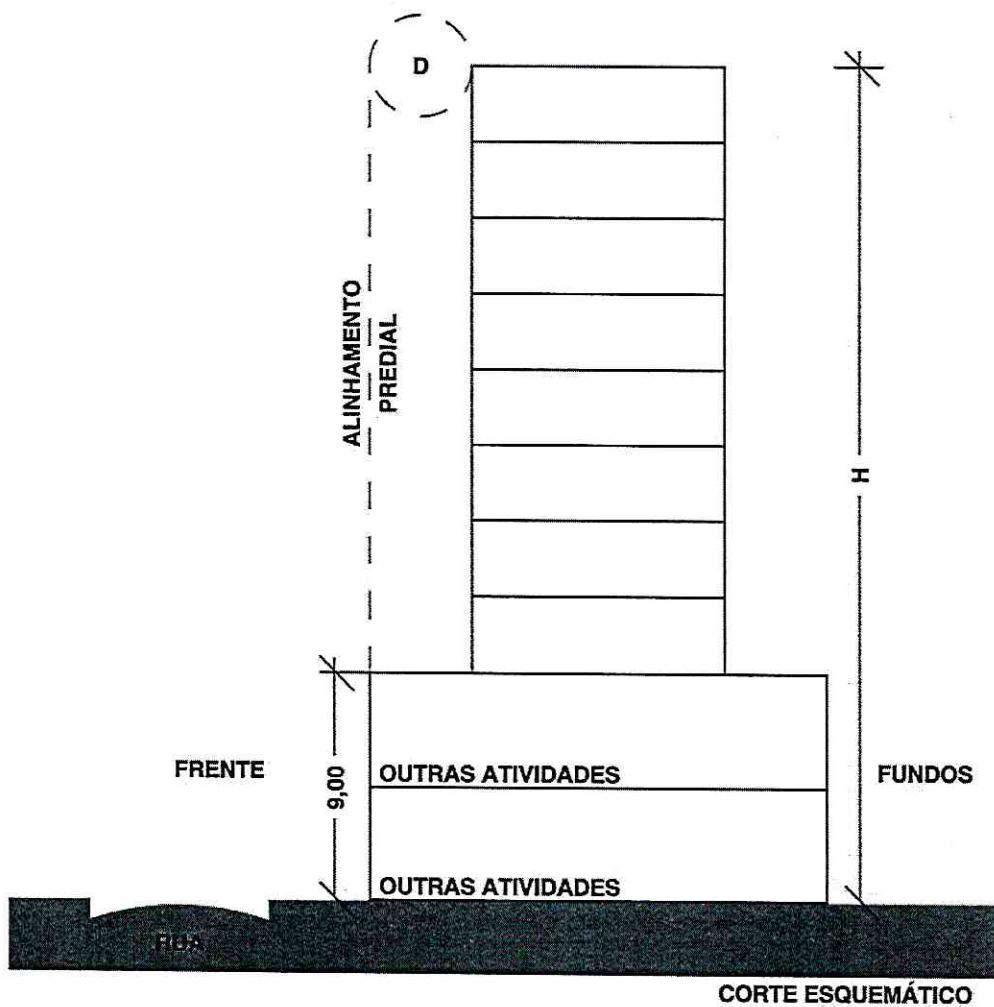 D
ALINHAMENTO
PREDIAL
H
FRENTE
9,00
OUTRAS ATIVIDADES
FUNDOS
OUTRAS ATIVIDADES
RUA
CORTE ESQUEMÁTICO